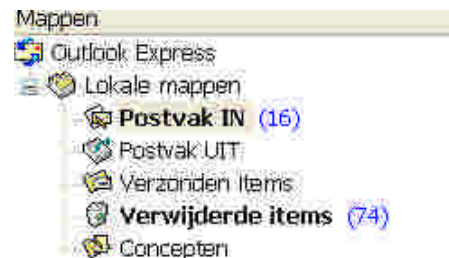 Mappen
Outlook Express
Lokale mappen
Postvak IN (16)
Postvak UIT
Verzonden Items
Verwijderde items (74)
Concepten